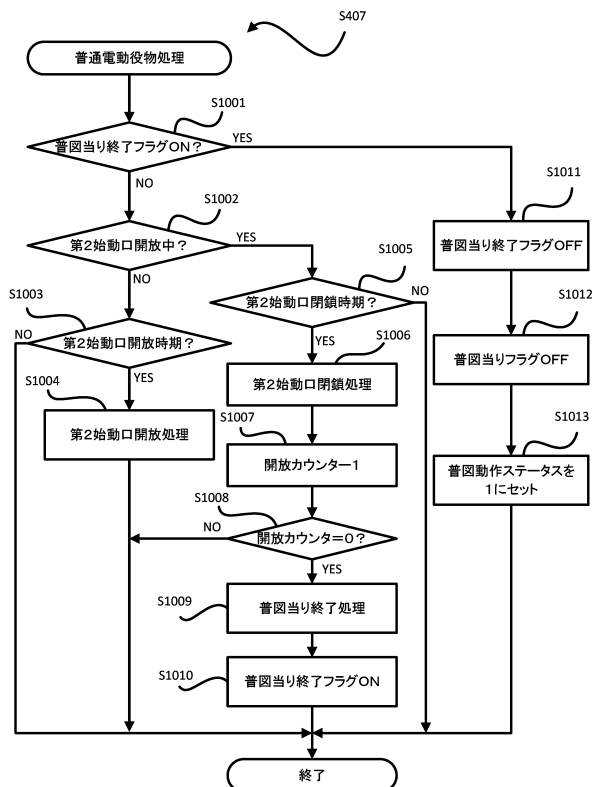 S407
普通電動役物処理
S1001
普図当り終了フラグON？
YES
NO
S1011
普図当り終了フラグOFF
S1002
第2始動口開放中？
YES
NO
S1005
第2始動口閉鎖時期？
NO
YES
S1012
普図当りフラグOFF
S1003
NO
第2始動口開放時期？
YES
S1006
第2始動口閉鎖処理
S1004
第2始動口開放処理
S1007
開放カウンター1
S1013
普図動作ステータスを
1にセット
S1008
NO
開放カウンタ＝0？
YES
S1009
普図当り終了処理
S1010
普図当り終了フラグON
終了